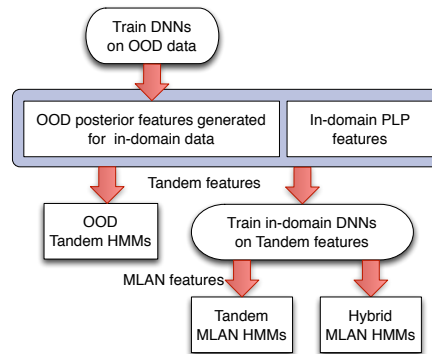 Train DNNs
on OOD data
OOD posterior features generated
for in-domain data
In-domain PLP
features
Tandem features
OOD
Tandem HMMs
Train in-domain DNNs
on Tandem features
MLAN features
Tandem
MLAN HMMs
Hybrid
MLAN HMMs